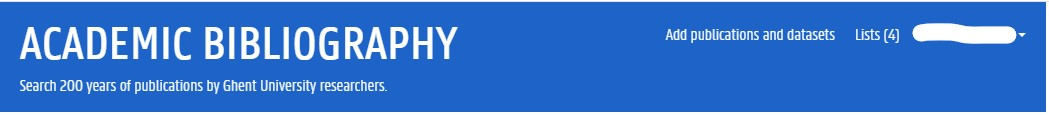 ACADEMIC BIBLIOGRAPHY
Add publications and datasets Lists (4)
Search 200 years of publications by Ghent University researchers.